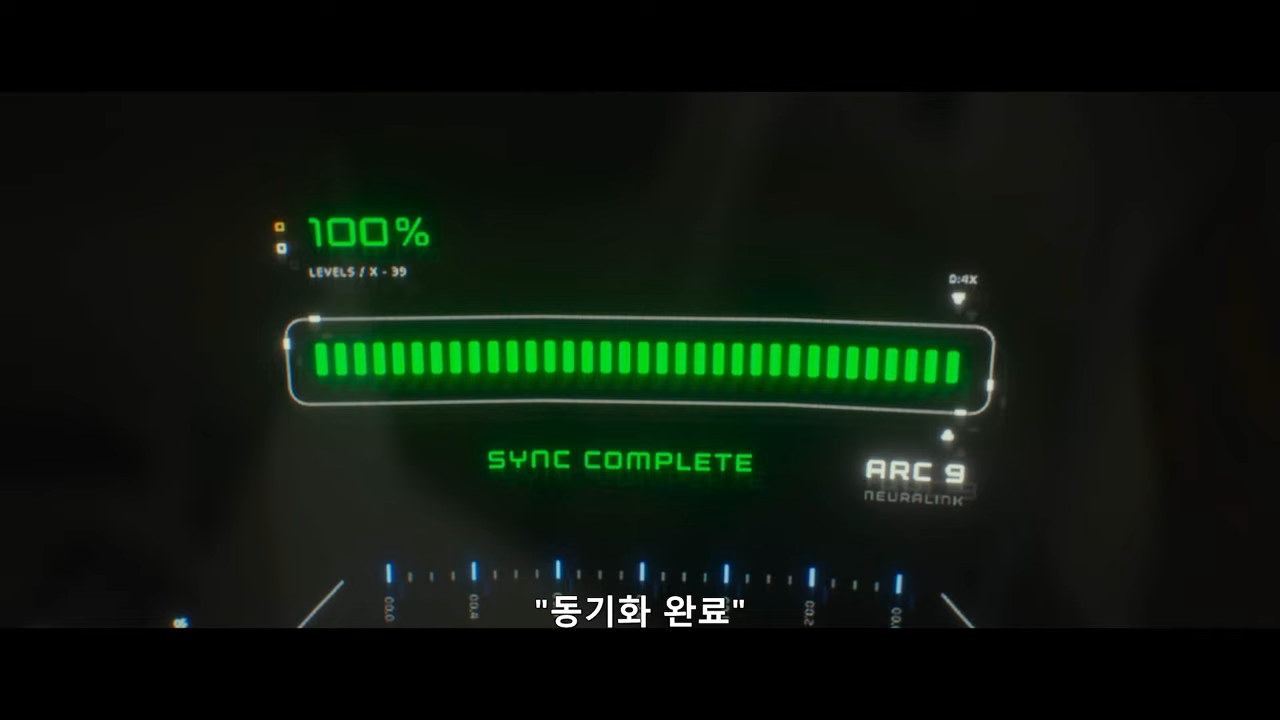 100%
LEVELS / X - 39
0:4X
SYNC COMPLETE
ARC 9
NEURALINK
"동기화 완료"